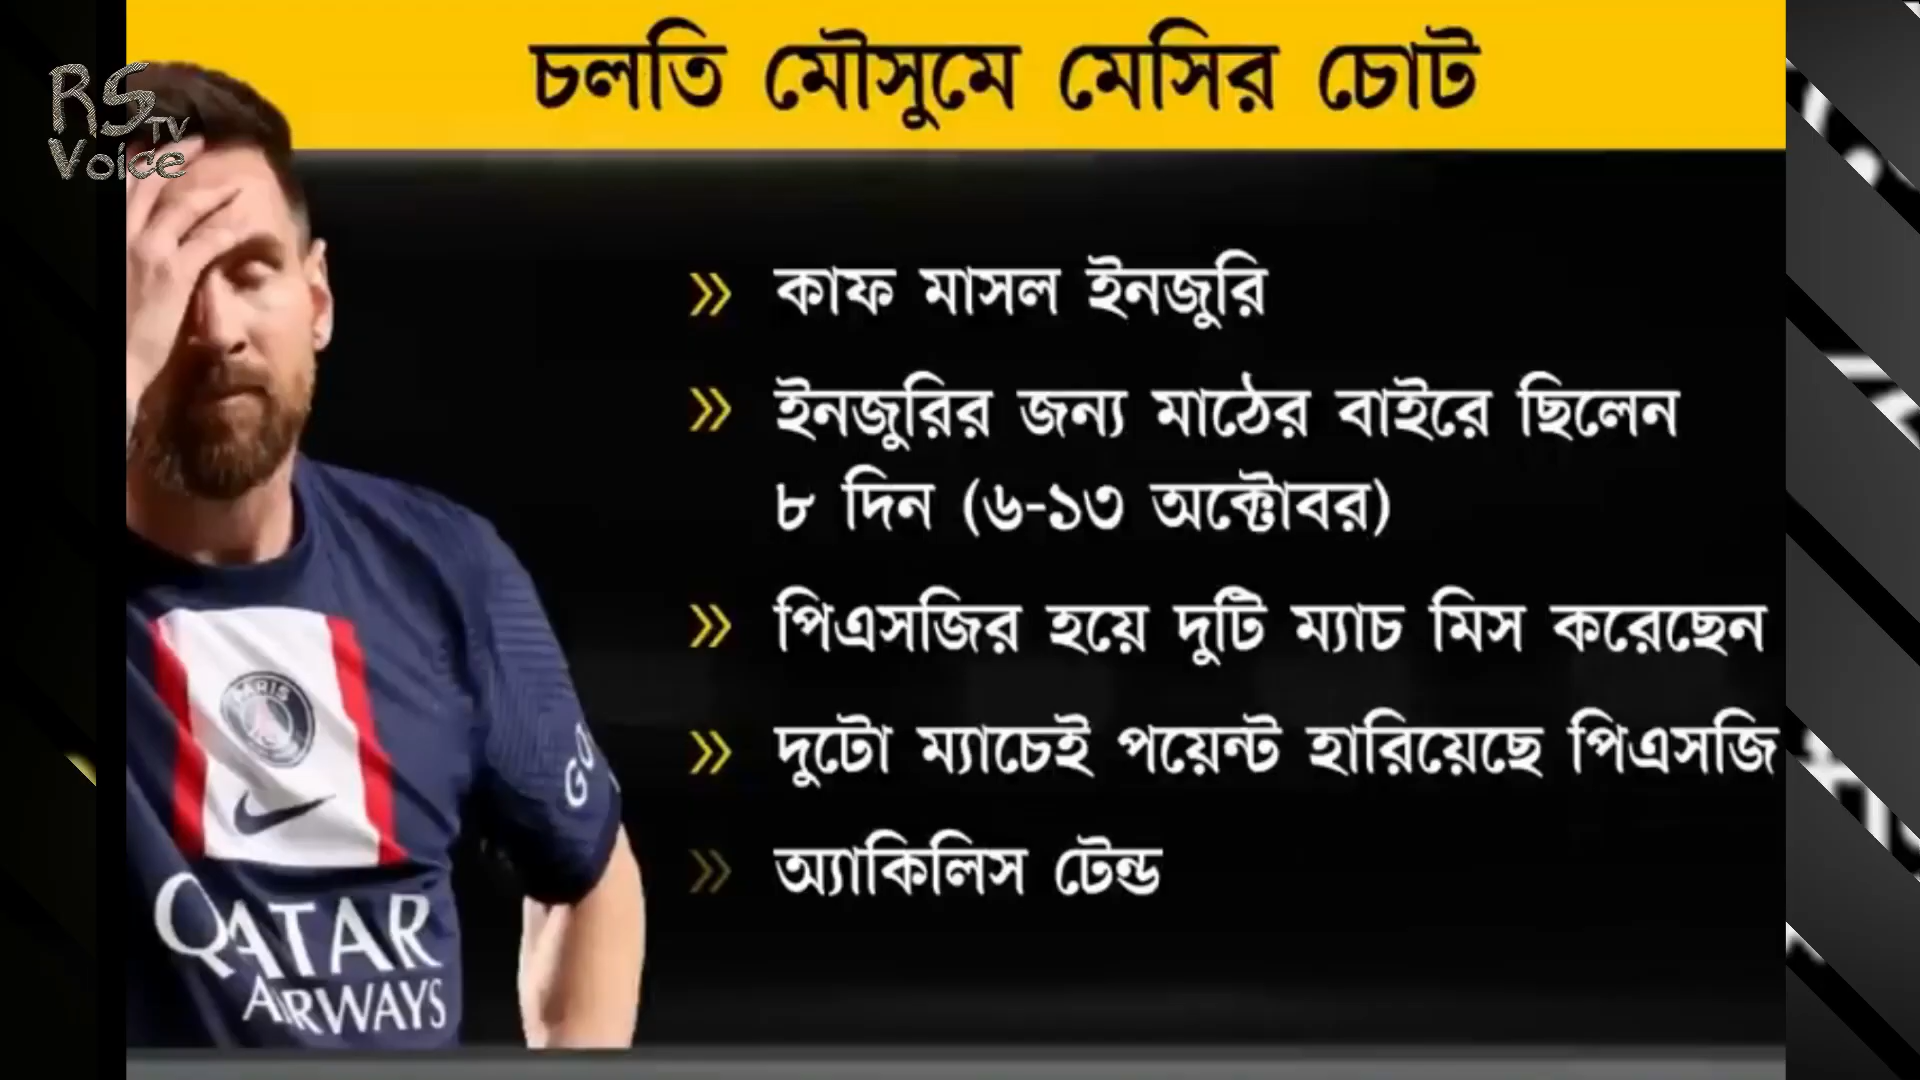 RS TV
Voice
চলতি মৌসুমে মেসির চোট
কাফ মাসল ইনজুরি
ইনজুরির জন্য মাঠের বাইরে ছিলেন
৮ দিন (৬-১৩ অক্টোবর)
পিএসজির হয়ে দুটি ম্যাচ মিস করেছেন
দুটো ম্যাচেই পয়েন্ট হারিয়েছে পিএসজি
অ্যাকিলিস টেন্ড
PARIS
GO
QATAR
AIRWAYS